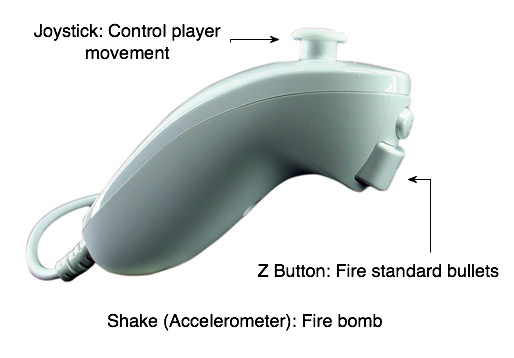 Joystick: Control player
movement
Z Button: Fire standard bullets
Shake (Accelerometer): Fire bomb